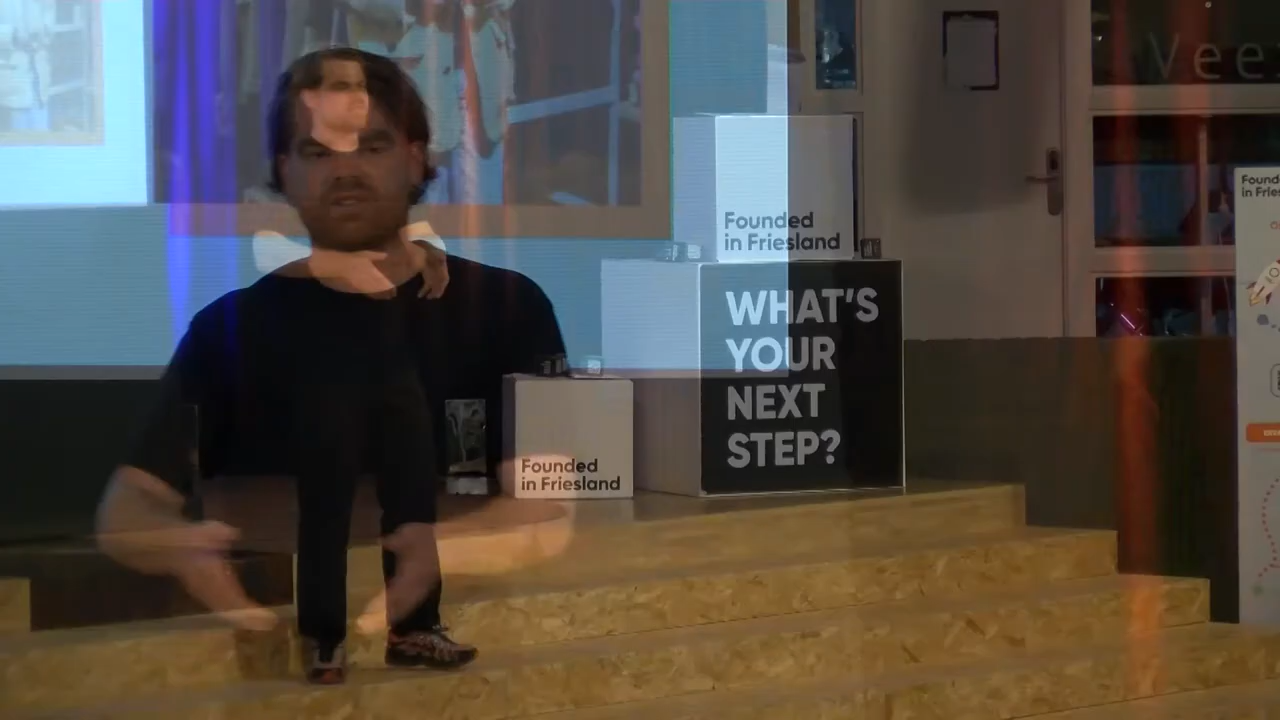 Vee
Founded
in Friesland
WHAT'S
YOUR
NEXT
STEP?
Founded
in Friesland
Found
in Fries